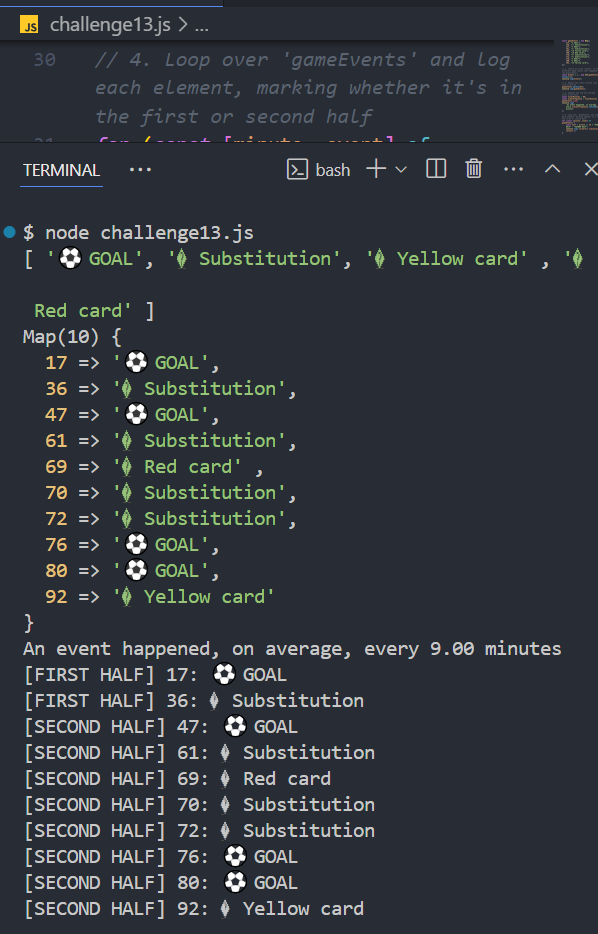 JS challenge13.js > ...
30 // 4. Loop over 'gameEvents' and log
each element, marking whether it's in
the first or second half
TERMINAL ··· bash
$ node challenge13.js
[ '⚽ GOAL', '⧫ Substitution', '⧫ Yellow card' , '⧫
Red card' ]
Map(10) {
17 => '⚽ GOAL',
36 => '⧫ Substitution',
47 => '⚽ GOAL',
61 => '⧫ Substitution',
69 => '⧫ Red card' ,
70 => '⧫ Substitution',
72 => '⧫ Substitution',
76 => '⚽ GOAL',
80 => '⚽ GOAL',
92 => '⧫ Yellow card'
}
An event happened, on average, every 9.00 minutes
[FIRST HALF] 17: ⚽ GOAL
[FIRST HALF] 36: ⧫ Substitution
[SECOND HALF] 47: ⚽ GOAL
[SECOND HALF] 61: ⧫ Substitution
[SECOND HALF] 69: ⧫ Red card
[SECOND HALF] 70: ⧫ Substitution
[SECOND HALF] 72: ⧫ Substitution
[SECOND HALF] 76: ⚽ GOAL
[SECOND HALF] 80: ⚽ GOAL
[SECOND HALF] 92: ⧫ Yellow card